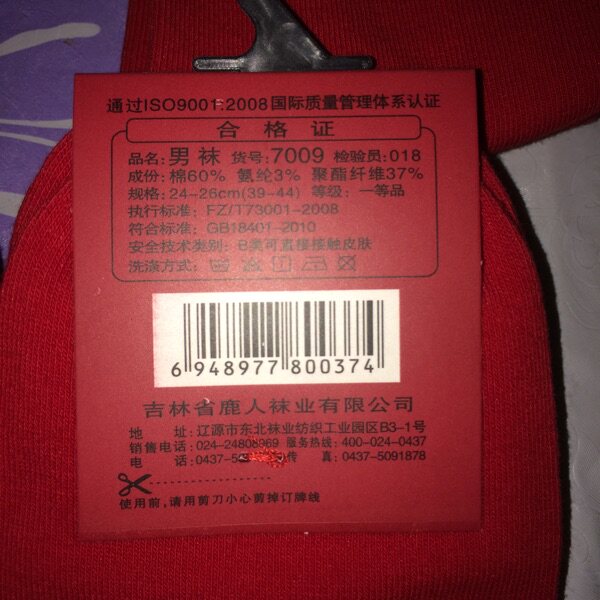 通过ISO9001:2008国际质量管理体系认证
合格证
品名:男袜 货号:7009 检验员:018
成份:棉60% 氨纶3% 聚酯纤维37%
规格:24-26cm(39-44) 等级:一等品
执行标准:FZ/T73001-2008
符合标准:GB18401-2010
安全技术类别:B类可直接接触皮肤
洗涤方式:
6 948977 800374
吉林省鹿人袜业有限公司
地 址:辽源市东北袜业纺织工业园区B3-1号
销售电话:024-24808969 服务热线:400-024-0437
电 话:0437- 传 真:0437-5091878
使用前,请用剪刀小心剪掉订牌线